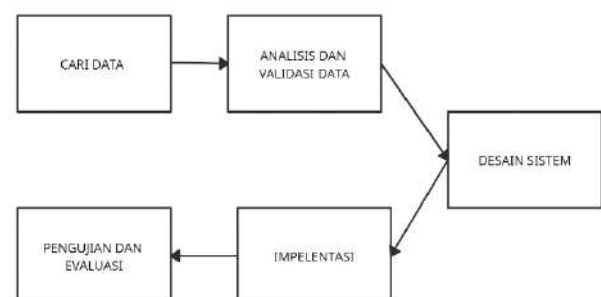 CARI DATA
ANALISIS DAN
VALIDASI DATA
DESAIN SISTEM
IMPELENTASI
PENGUJIAN DAN
EVALUASI